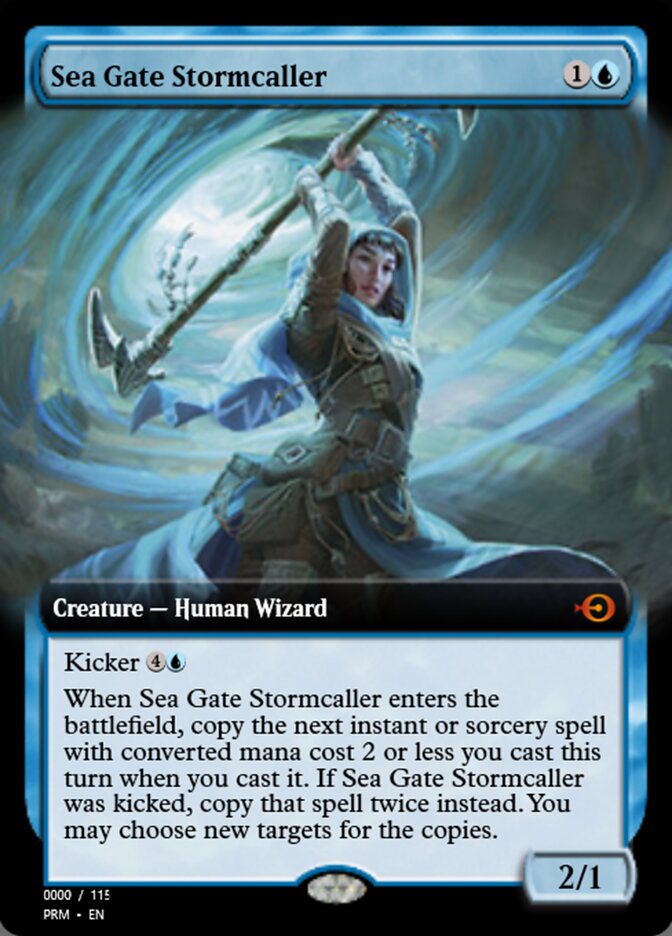 Sea Gate Stormcaller 1
Creature — Human Wizard
Kicker 4
When Sea Gate Stormcaller enters the
battlefield, copy the next instant or sorcery spell
with converted mana cost 2 or less you cast this
turn when you cast it. If Sea Gate Stormcaller
was kicked, copy that spell twice instead. You
may choose new targets for the copies.
2/1
0000 / 115
PRM • EN